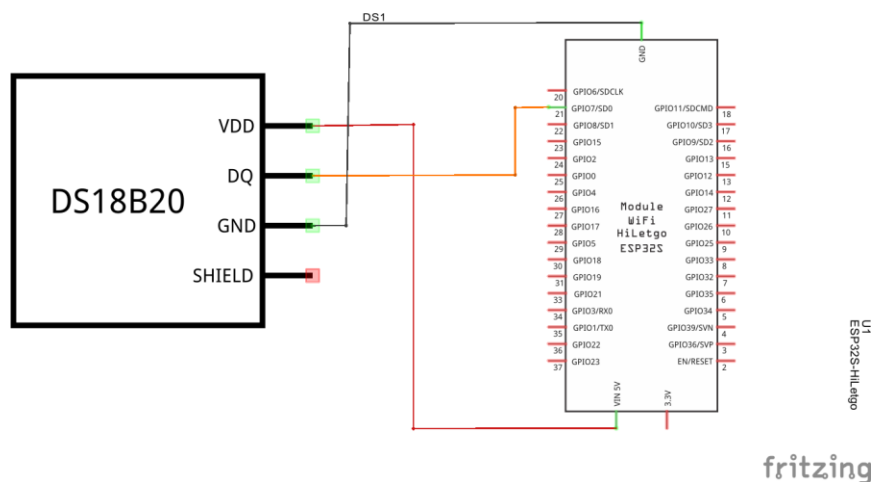 DS1
DS18B20
VDD
DQ
GND
SHIELD
GND
GPIO6/SDCLK
20
GPIO7/SD0
21
GPIO8/SD1
22
GPIO15
23
GPIO2
24
GPIO0
25
GPIO4
26
GPIO16
27
GPIO17
28
GPIO5
29
GPIO18
30
GPIO19
31
GPIO21
33
GPIO3/RX0
34
GPIO1/TX0
35
GPIO22
36
GPIO23
37
Module
WiFi
HiLetgo
ESP32S
GPIO11/SDCMD
18
GPIO10/SD3
17
GPIO9/SD2
16
GPIO13
15
GPIO12
13
GPIO14
12
GPIO27
11
GPIO26
10
GPIO25
9
GPIO33
8
GPIO32
7
GPIO35
6
GPIO34
5
GPIO39/SVN
4
GPIO36/SVP
3
EN/RESET
2
VIN 5V
3.3V
U1
ESP32S-HiLetgo
fritzing